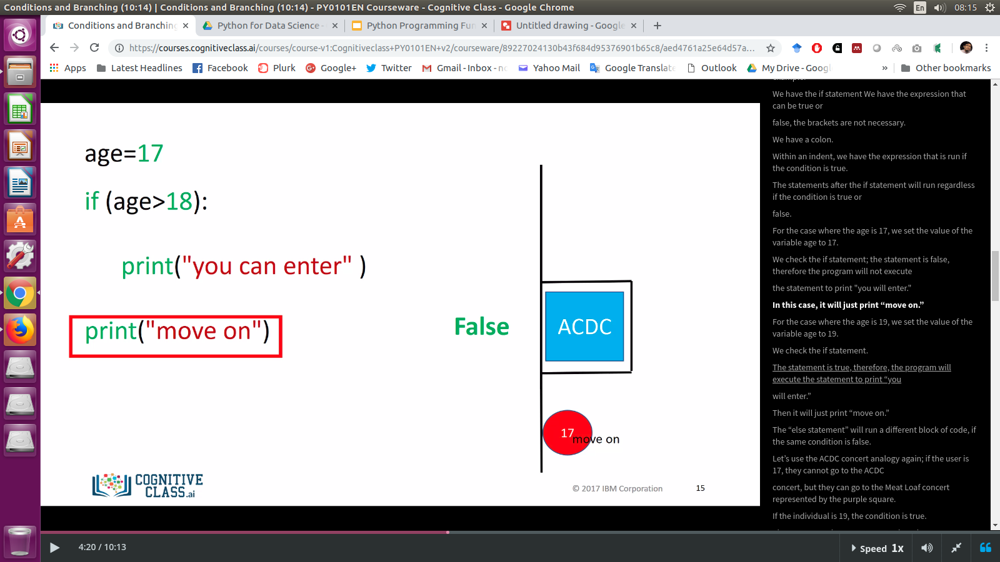 Conditions and Branching (10:14) | Conditions and Branching (10:14) - PY0101EN Courseware - Cognitive Class - Google Chrome
En
08:15
Conditions and Branching
Python for Data Science -
Python Programming Fun
Untitled drawing - Google
https://courses.cognitiveclass.ai/courses/course-v1:Cognitiveclass+PY0101EN+v2/courseware/89227024130b43f684d95376901b65c8/aed4761a25e64d57a...
Apps
Latest Headlines
Facebook
Plurk
Google+
Twitter
Gmail - Inbox - no
Yahoo Mail
Google Translate
Outlook
My Drive - Googl
»
Other bookmarks
age=17
if (age>18):
print("you can enter" )
print("move on")
False
ACDC
17
move on
COGNITIVE
CLASS.ai
© 2017 IBM Corporation
15
We have the if statement We have the expression that
can be true or
false, the brackets are not necessary.
We have a colon.
Within an indent, we have the expression that is run if
the condition is true.
The statements after the if statement will run regardless
if the condition is true or
false.
For the case where the age is 17, we set the value of the
variable age to 17.
We check the if statement; the statement is false,
therefore the program will not execute
the statement to print "you will enter."
In this case, it will just print “move on.”
For the case where the age is 19, we set the value of the
variable age to 19.
We check the if statement.
The statement is true, therefore, the program will
execute the statement to print “you
will enter.”
Then it will just print “move on.”
The “else statement” will run a different block of code, if
the same condition is false.
Let’s use the ACDC concert analogy again; if the user is
17, they cannot go to the ACDC
concert, but they can go to the Meat Loaf concert
represented by the purple square.
If the individual is 19, the condition is true.
4:20 / 10:13
Speed 1x